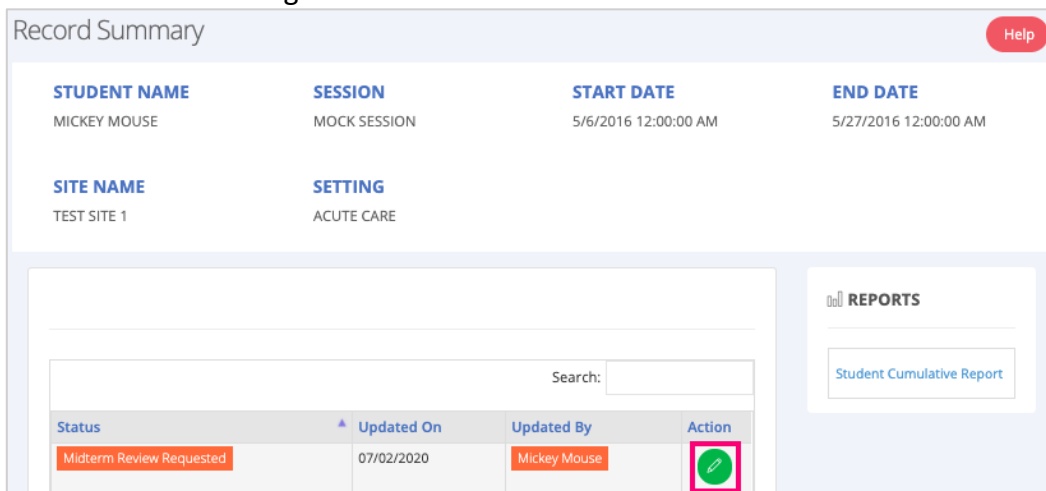 Record Summary
Help
STUDENT NAME SESSION START DATE END DATE
MICKEY MOUSE MOCK SESSION 5/6/2016 12:00:00 AM 5/27/2016 12:00:00 AM
SITE NAME SETTING
TEST SITE 1 ACUTE CARE
REPORTS
Search:
Student Cumulative Report
Status Updated On Updated By Action
Midterm Review Requested 07/02/2020 Mickey Mouse